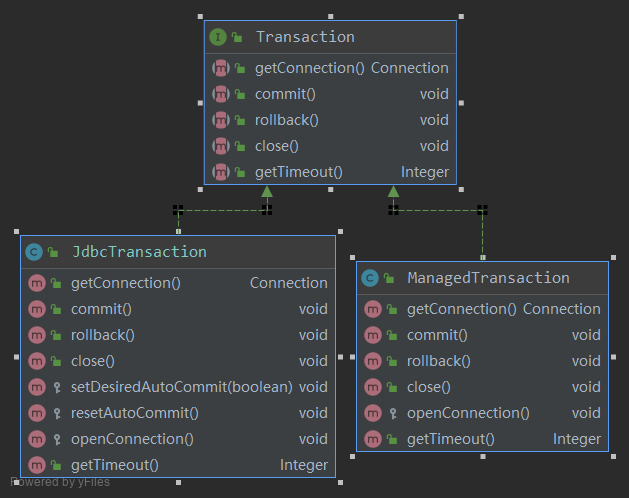 Transaction
getConnection() Connection
commit() void
rollback() void
close() void
getTimeout() Integer
JdbcTransaction
getConnection() Connection
commit() void
rollback() void
close() void
setDesiredAutoCommit(boolean) void
resetAutoCommit() void
openConnection() void
getTimeout() Integer
ManagedTransaction
getConnection() Connection
commit() void
rollback() void
close() void
openConnection() void
getTimeout() Integer
Powered by yFiles